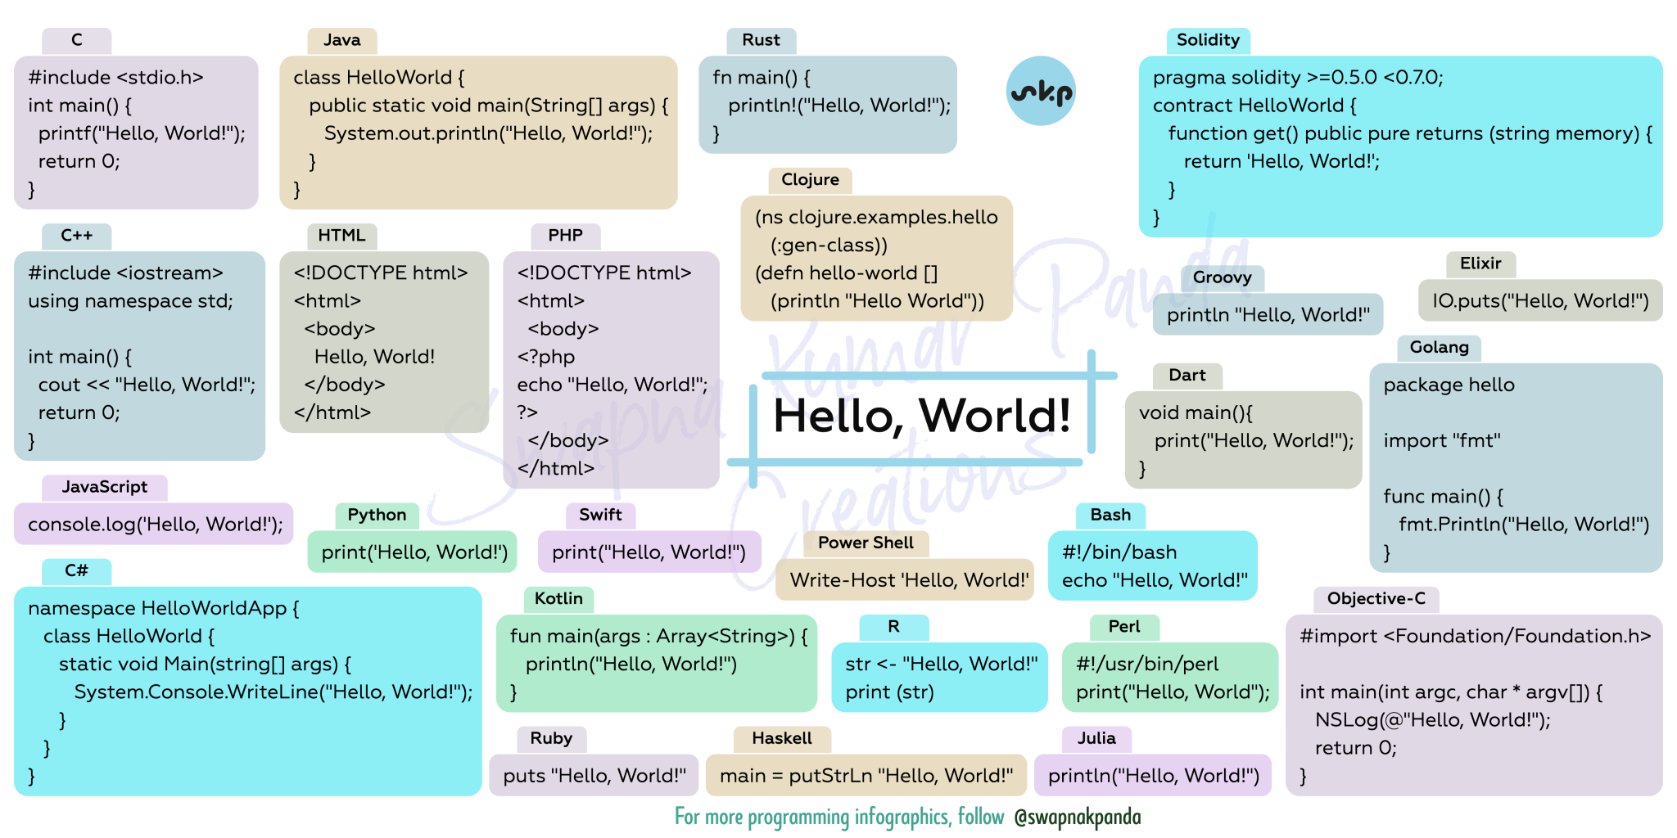 C
#include <stdio.h>
int main() {
  printf("Hello, World!");
  return 0;
}
Java
class HelloWorld {
   public static void main(String[] args) {
      System.out.println("Hello, World!");
   }
}
Rust
fn main() {
   println!("Hello, World!");
}
skp
Solidity
pragma solidity >=0.5.0 <0.7.0;
contract HelloWorld {
   function get() public pure returns (string memory) {
      return 'Hello, World!';
   }
}
Clojure
(ns clojure.examples.hello
   (:gen-class))
(defn hello-world []
   (println "Hello World"))
C++
#include <iostream>
using namespace std;

int main() {
  cout << "Hello, World!";
  return 0;
}
HTML
<!DOCTYPE html>
<html>
  <body>
    Hello, World!
  </body>
</html>
PHP
<!DOCTYPE html>
<html>
  <body>
<?php
echo "Hello, World!";
?>
  </body>
</html>
Groovy
println "Hello, World!"
Elixir
IO.puts("Hello, World!")
Hello, World!
Dart
void main(){
   print("Hello, World!");
}
Golang
package hello

import "fmt"

func main() {
   fmt.Println("Hello, World!")
}
JavaScript
console.log('Hello, World!');
Python
print('Hello, World!')
Swift
print("Hello, World!")
Power Shell
Write-Host 'Hello, World!'
Bash
#!/bin/bash
echo "Hello, World!"
C#
namespace HelloWorldApp {
   class HelloWorld {
      static void Main(string[] args) {
         System.Console.WriteLine("Hello, World!");
      }
   }
}
Kotlin
fun main(args : Array<String>) {
   println("Hello, World!")
}
R
str <- "Hello, World!"
print (str)
Perl
#!/usr/bin/perl
print("Hello, World");
Objective-C
#import <Foundation/Foundation.h>

int main(int argc, char * argv[]) {
   NSLog(@"Hello, World!");
   return 0;
}
Ruby
puts "Hello, World!"
Haskell
main = putStrLn "Hello, World!"
Julia
println("Hello, World!")
Swapna Kumar Panda
Creations
For more programming infographics, follow @swapnakpanda